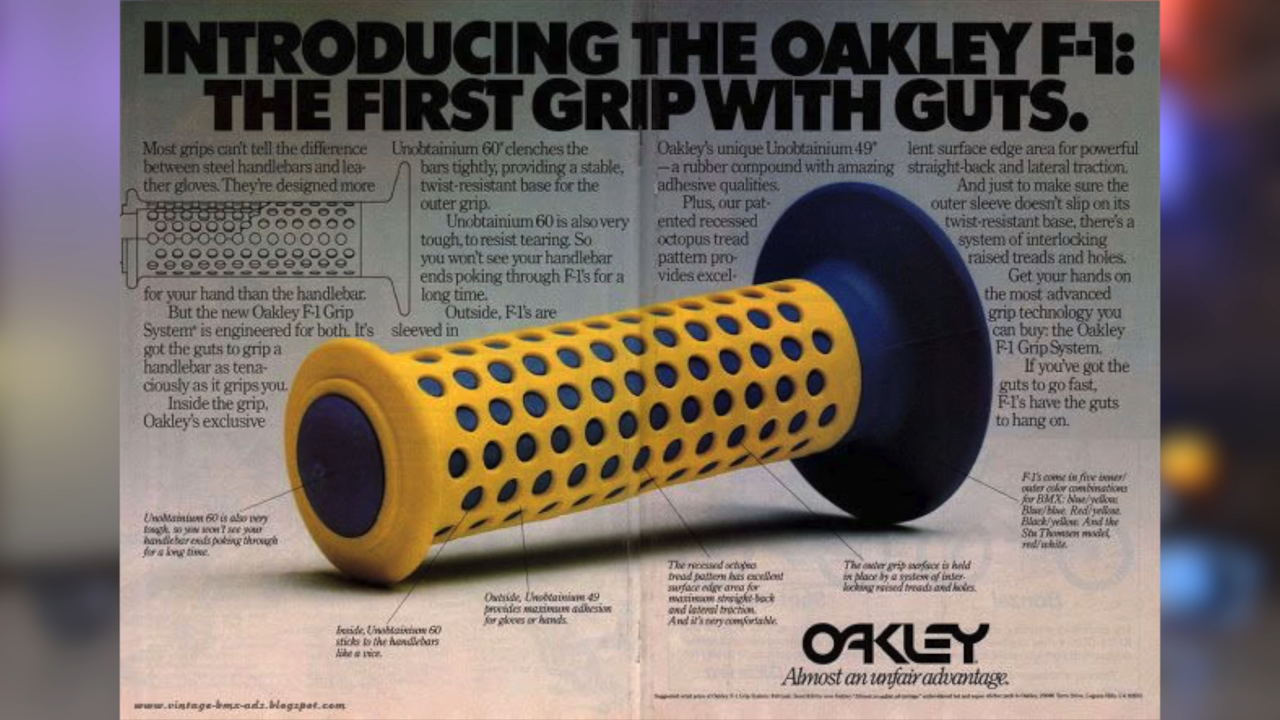 INTRODUCING THE OAKLEY F-1:
THE FIRST GRIP WITH GUTS.
Most grips can't tell the difference
between steel handlebars and lea-
ther gloves. They're designed more
for your hand than the handlebar.
But the new Oakley F-1 Grip
System® is engineered for both. It's
got the guts to grip a
handlebar as tena-
ciously as it grips you.
Inside the grip,
Oakley's exclusive
Unobtainium 60® clenches the
bars tightly, providing a stable,
twist-resistant base for the
outer grip.
Unobtainium 60 is also very
tough, to resist tearing. So
you won't see your handlebar
ends poking through F-1's for a
long time.
Outside, F-1's are
sleeved in
Oakley's unique Unobtainium 49®
—a rubber compound with amazing
adhesive qualities.
Plus, our pat-
ented recessed
octopus tread
pattern pro-
vides excel-
lent surface edge area for powerful
straight-back and lateral traction.
And just to make sure the
outer sleeve doesn't slip on its
twist-resistant base, there's a
system of interlocking
raised treads and holes.
Get your hands on
the most advanced
grip technology you
can buy: the Oakley
F-1 Grip System.
If you've got the
guts to go fast,
F-1's have the guts
to hang on.
Unobtainium 60 is also very
tough, so you won't see your
handlebar ends poking through
for a long time.
Inside, Unobtainium 60
sticks to the handlebars
like a vice.
Outside, Unobtainium 49
provides maximum adhesion
for gloves or hands.
The recessed octopus
tread pattern has excellent
surface edge area for
maximum straight-back
and lateral traction.
And it's very comfortable.
The outer grip surface is held
in place by a system of inter-
locking raised treads and holes.
F-1's come in five inner/
outer color combinations
for BMX: blue/yellow.
Blue/blue. Red/yellow.
Black/yellow. And the
Stu Thomsen model,
red/white.
OAKLEY
Almost an unfair advantage.
www.vintage-bmx-ads.blogspot.com